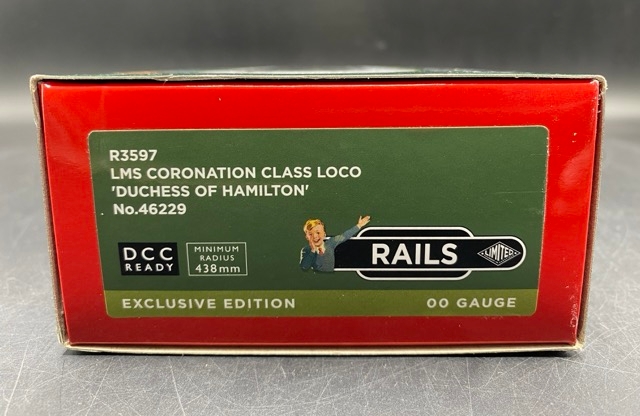 R3597
LMS CORONATION CLASS LOCO
'DUCHESS OF HAMILTON'
No.46229
DCC
READY
MINIMUM
RADIUS
438mm
RAILS
LIMITED
EXCLUSIVE EDITION
00 GAUGE